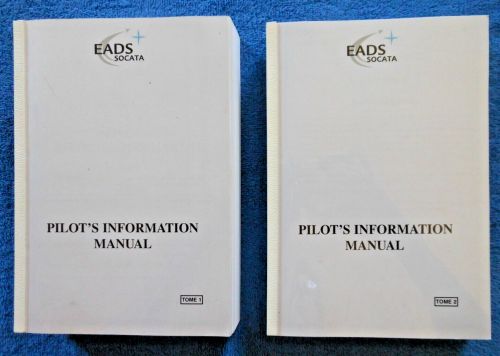 EADS
SOCATA
PILOT'S INFORMATION
MANUAL
TOME 1
EADS
SOCATA
PILOT'S INFORMATION
MANUAL
TOME 2